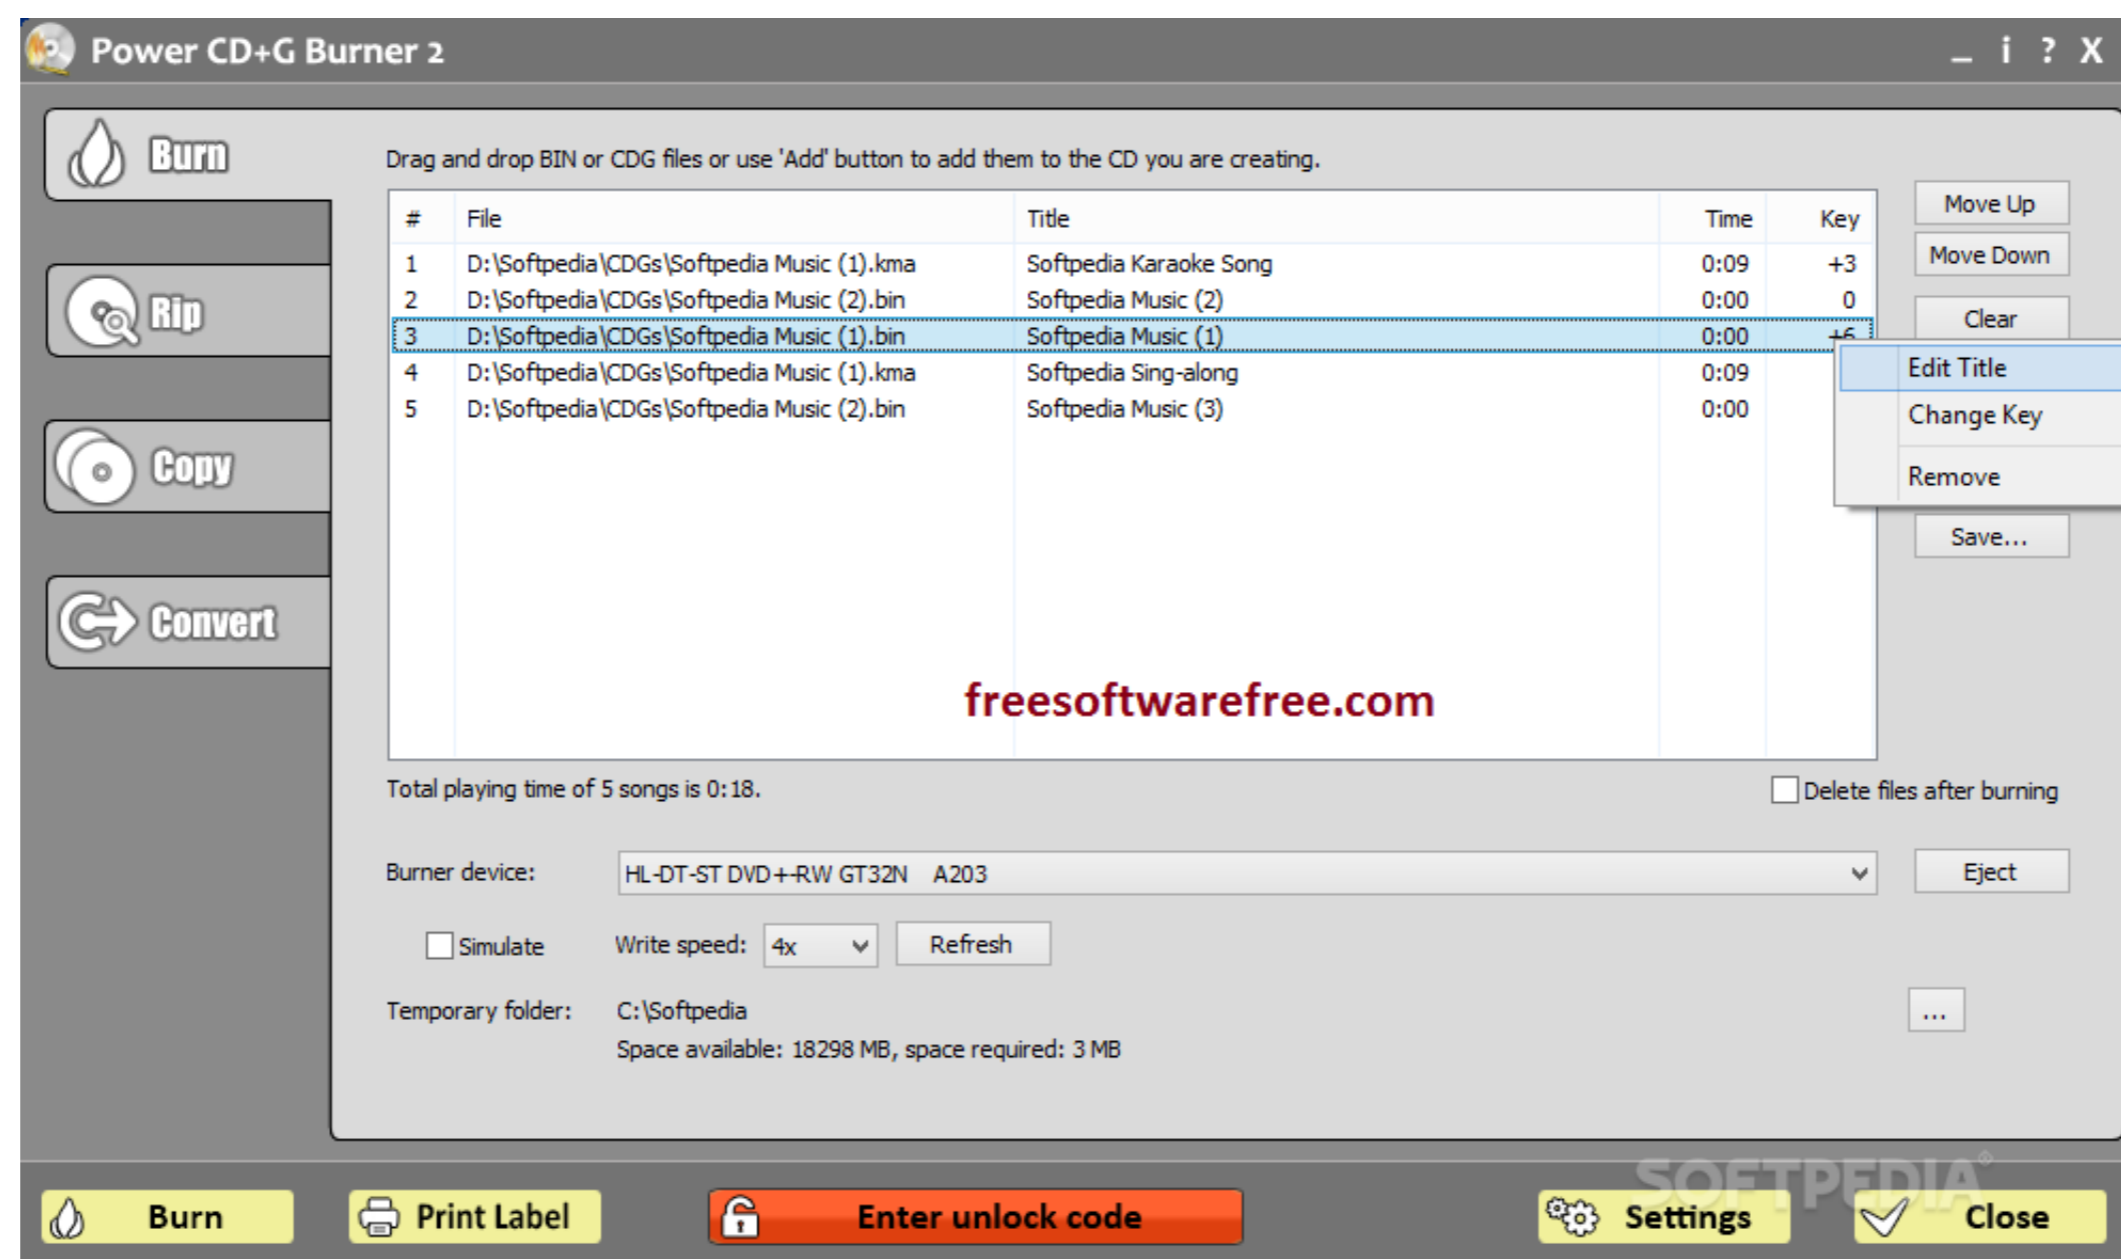 Power CD+G Burner 2
_ i ? X
Burn
Rip
Copy
Convert
Drag and drop BIN or CDG files or use 'Add' button to add them to the CD you are creating.
# File Title Time Key
1 D:\Softpedia\CDGs\Softpedia Music (1).kma Softpedia Karaoke Song 0:09 +3
2 D:\Softpedia\CDGs\Softpedia Music (2).bin Softpedia Music (2) 0:00 0
3 D:\Softpedia\CDGs\Softpedia Music (1).bin Softpedia Music (1) 0:00 +6
4 D:\Softpedia\CDGs\Softpedia Music (1).kma Softpedia Sing-along 0:09
5 D:\Softpedia\CDGs\Softpedia Music (2).bin Softpedia Music (3) 0:00
Move Up
Move Down
Clear
Edit Title
Change Key
Remove
Save...
freesoftwarefree.com
Total playing time of 5 songs is 0:18.
Delete files after burning
Burner device: HL-DT-ST DVD+-RW GT32N A203 Eject
Simulate Write speed: 4x Refresh
Temporary folder: C:\Softpedia ...
Space available: 18298 MB, space required: 3 MB
SOFTPEDIA®
Burn Print Label Enter unlock code Settings Close